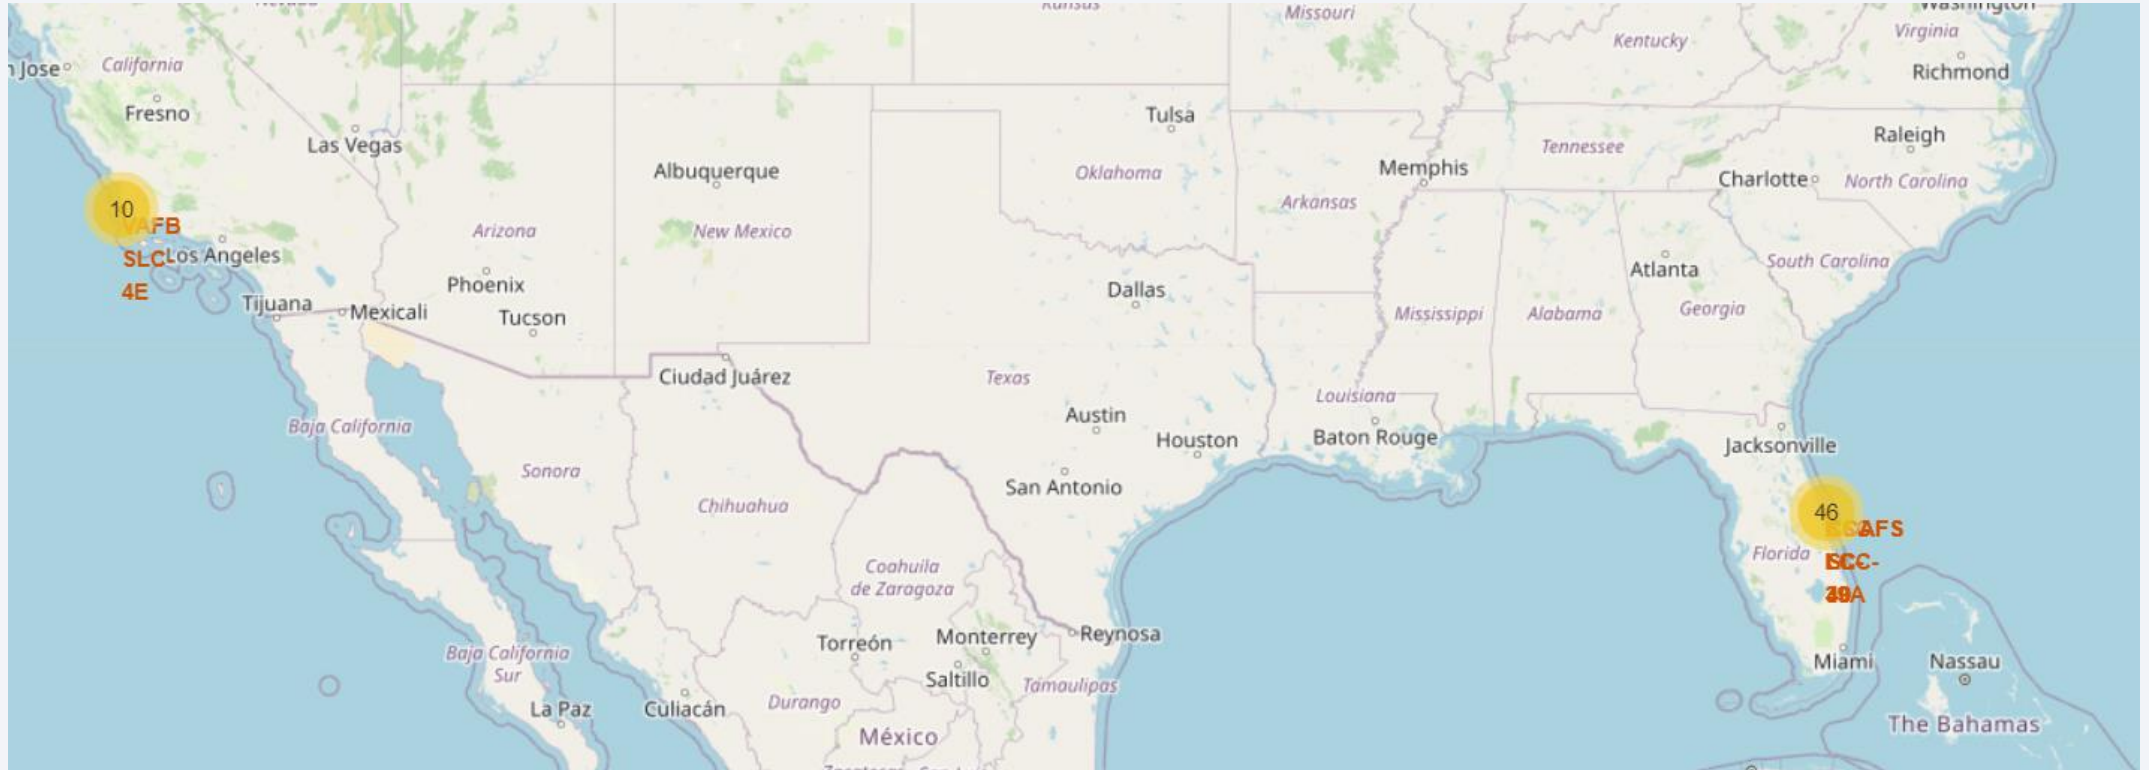 Kansas
Missouri
Washington
Virginia
Kentucky
n Jose
California
Richmond
Fresno
Tulsa
Las Vegas
Raleigh
Tennessee
Albuquerque
Oklahoma
Memphis
Charlotte
North Carolina
Arkansas
10
VAFB
SLC-
4E
Los Angeles
Arizona
New Mexico
Atlanta
South Carolina
Phoenix
Dallas
Tijuana
Mexicali
Tucson
Mississippi
Alabama
Georgia
Ciudad Juárez
Texas
Louisiana
Austin
Baja California
Houston
Baton Rouge
Jacksonville
Sonora
San Antonio
Chihuahua
46
Florida
Coahuila
de Zaragoza
Torreón
Monterrey
Reynosa
Baja California
Sur
Saltillo
Tamaulipas
Miami
Nassau
La Paz
Culiacán
Durango
México
The Bahamas